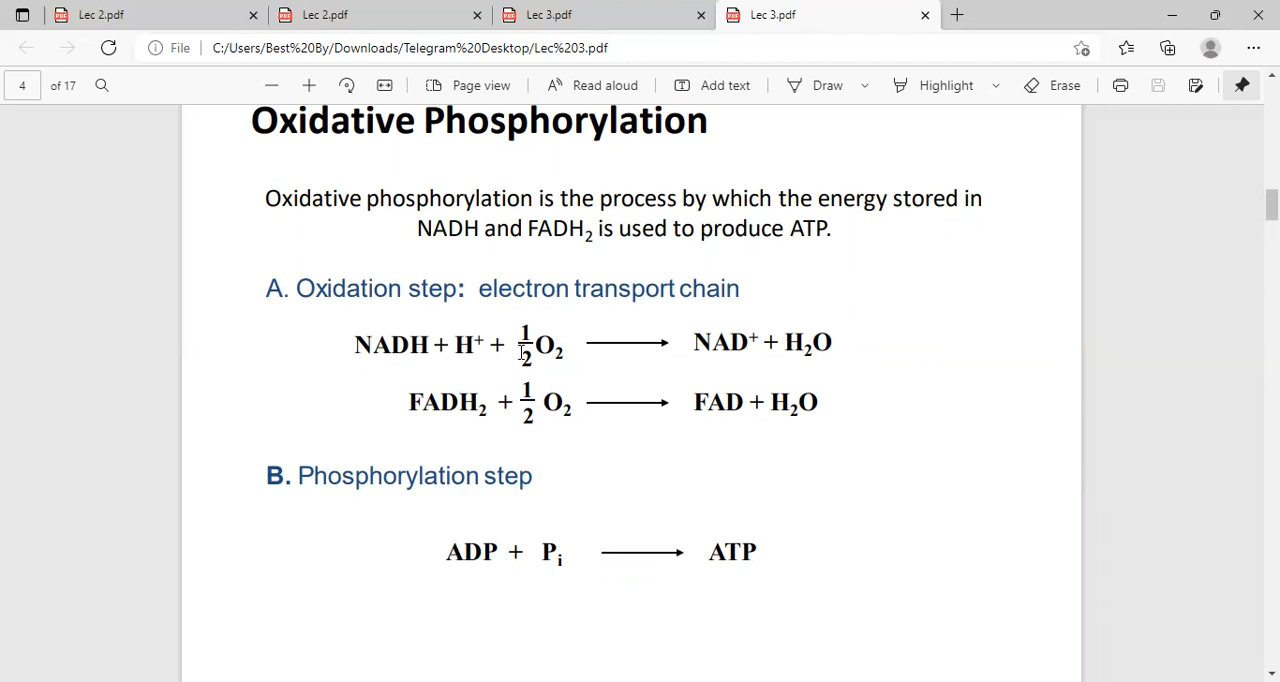 Lec 2.pdf
Lec 2.pdf
Lec 3.pdf
Lec 3.pdf
File C:/Users/Best%20By/Downloads/Telegram%20Desktop/Lec%203.pdf
4 of 17 Page view Read aloud Add text Draw Highlight Erase
Oxidative Phosphorylation
Oxidative phosphorylation is the process by which the energy stored in
NADH and FADH₂ is used to produce ATP.
A. Oxidation step: electron transport chain
NADH + H⁺ + 1/2 O₂ ⟶ NAD⁺ + H₂O
FADH₂ + 1/2 O₂ ⟶ FAD + H₂O
B. Phosphorylation step
ADP + Pᵢ ⟶ ATP